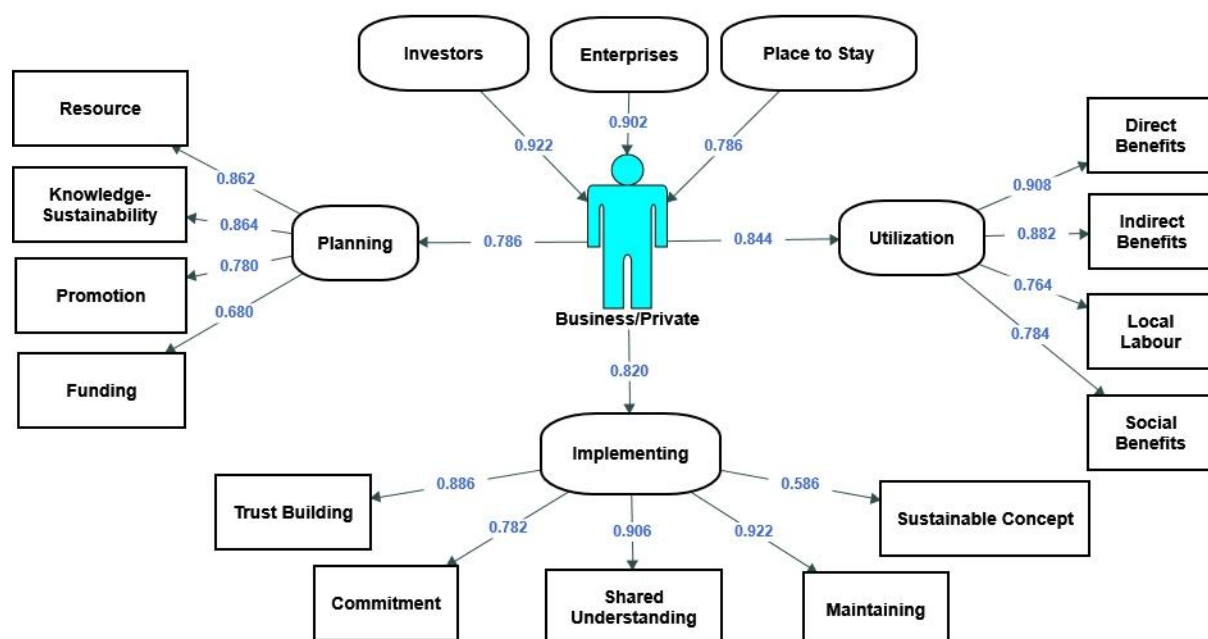 Investors
Enterprises
Place to Stay
Resource
Direct
Benefits
0.922
0.902
0.786
0.862
0.908
Knowledge-
Sustainability
0.864
Planning
0.786
0.844
Utilization
0.882
Indirect
Benefits
0.780
0.764
Promotion
0.680
Business/Private
0.784
Local
Labour
Funding
0.820
Social
Benefits
Implementing
0.886
0.586
Trust Building
0.782
0.906
0.922
Sustainable Concept
Commitment
Shared
Understanding
Maintaining